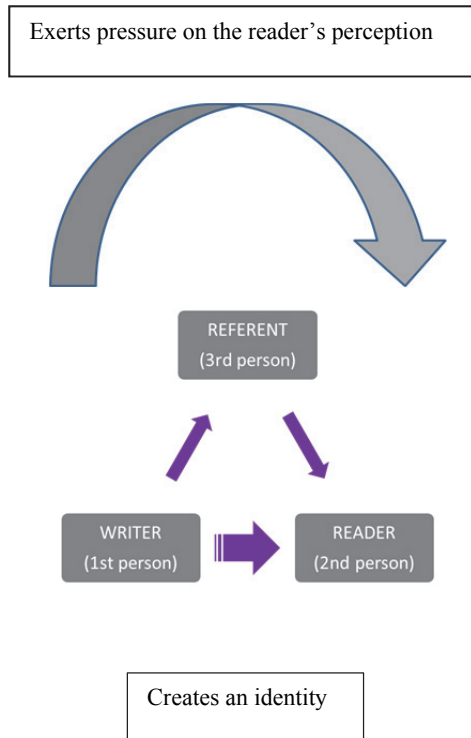 Exerts pressure on the reader’s perception
REFERENT
(3rd person)
WRITER
(1st person)
READER
(2nd person)
Creates an identity